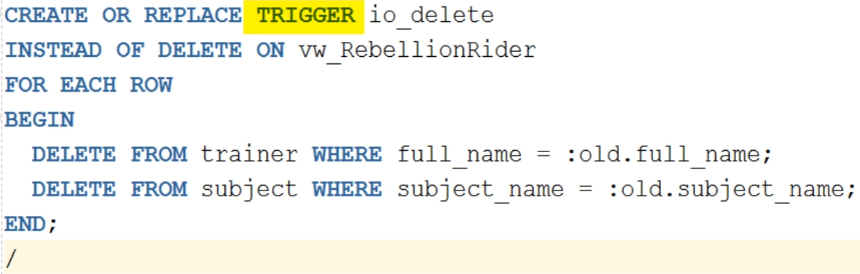 CREATE OR REPLACE TRIGGER io_delete
INSTEAD OF DELETE ON vw_RebellionRider
FOR EACH ROW
BEGIN
  DELETE FROM trainer WHERE full_name = :old.full_name;
  DELETE FROM subject WHERE subject_name = :old.subject_name;
END;
/